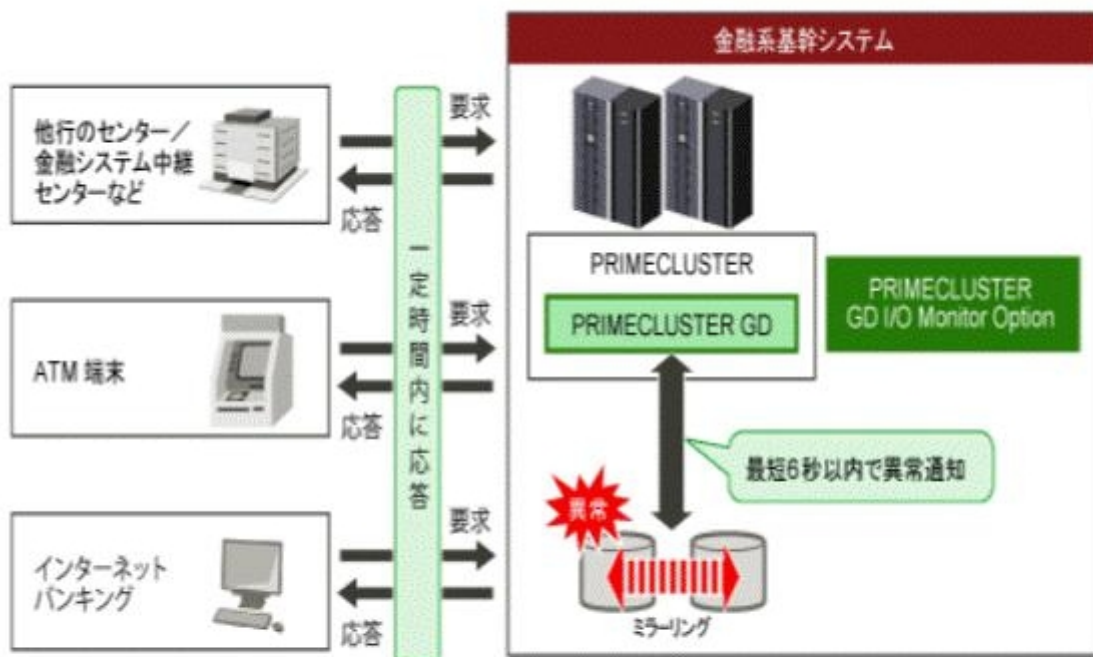 金融系基幹システム
他行のセンター／
金融システム中継
センターなど
要求
応答
ATM 端末
要求
応答
インターネット
バンキング
要求
応答
一定時間内に応答
PRIMECLUSTER
PRIMECLUSTER GD
PRIMECLUSTER
GD I/O Monitor Option
最短6秒以内で異常通知
異常
ミラーリング